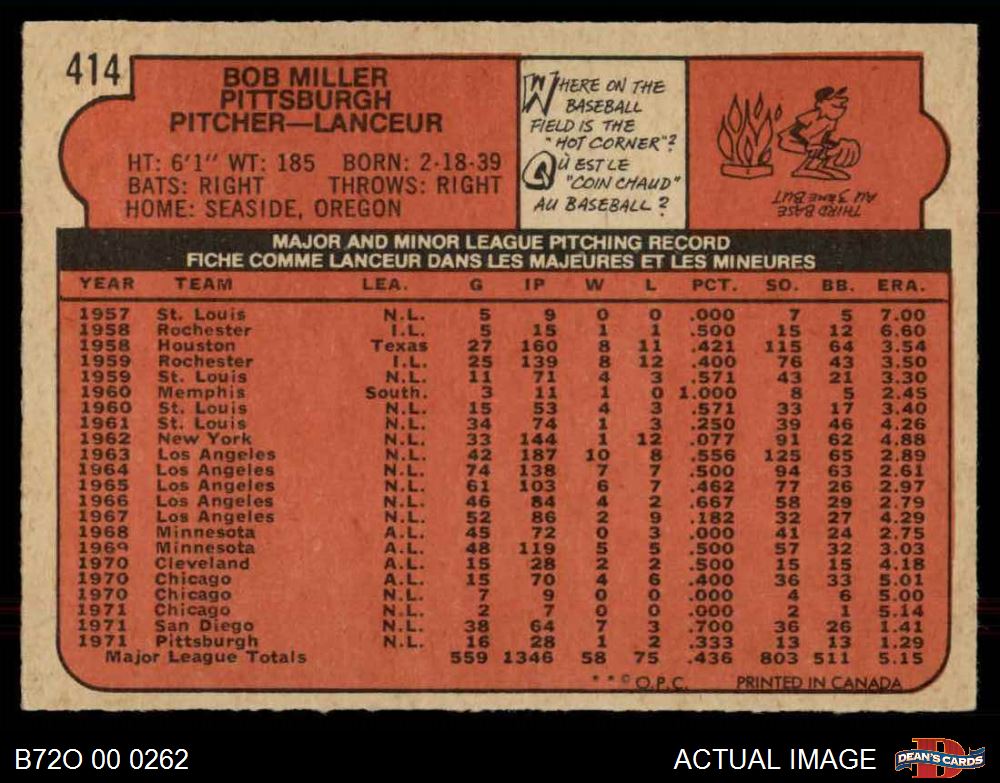 414
BOB MILLER
PITTSBURGH
PITCHER—LANCEUR
HT: 6'1" WT: 185 BORN: 2-18-39
BATS: RIGHT THROWS: RIGHT
HOME: SEASIDE, OREGON
WHERE ON THE
BASEBALL
FIELD IS THE
"HOT CORNER"?
QU EST LE
"COIN CHAUD"
AU BASEBALL?
THIRD BASE
AU 3EME BUT
MAJOR AND MINOR LEAGUE PITCHING RECORD
FICHE COMME LANCEUR DANS LES MAJEURES ET LES MINEURES
YEAR TEAM LEA. G IP W L PCT. SO. BB. ERA.
1957 St. Louis N.L. 5 9 0 0 .000 7 5 7.00
1958 Rochester I.L. 5 15 1 1 .500 15 12 6.60
1958 Houston Texas 27 160 8 11 .421 115 64 3.54
1959 Rochester I.L. 25 139 8 12 .400 76 43 3.50
1959 St. Louis N.L. 11 71 4 3 .571 43 21 3.30
1960 Memphis South. 3 11 1 0 1.000 8 5 2.45
1960 St. Louis N.L. 15 53 4 3 .571 33 17 3.40
1961 St. Louis N.L. 34 74 1 3 .250 39 46 4.26
1962 New York N.L. 33 144 1 12 .077 91 62 4.88
1963 Los Angeles N.L. 42 187 10 8 .556 125 65 2.89
1964 Los Angeles N.L. 74 138 7 7 .500 94 63 2.61
1965 Los Angeles N.L. 61 103 6 7 .462 77 26 2.97
1966 Los Angeles N.L. 46 84 4 2 .667 58 29 2.79
1967 Los Angeles N.L. 52 86 2 9 .182 32 27 4.29
1968 Minnesota A.L. 45 72 0 3 .000 41 24 2.75
1969 Minnesota A.L. 48 119 5 5 .500 57 32 3.03
1970 Cleveland A.L. 15 28 2 2 .500 15 15 4.18
1970 Chicago A.L. 15 70 4 6 .400 36 33 5.01
1970 Chicago N.L. 7 9 0 0 .000 4 6 5.00
1971 Chicago N.L. 2 7 0 0 .000 2 1 5.14
1971 San Diego N.L. 38 64 7 3 .700 36 26 1.41
1971 Pittsburgh N.L. 16 28 1 2 .333 13 13 1.29
Major League Totals 559 1346 58 75 .436 803 511 5.15
* * © O.P.C. PRINTED IN CANADA
B72O 00 0262
ACTUAL IMAGE
D
DEAN'S CARDS